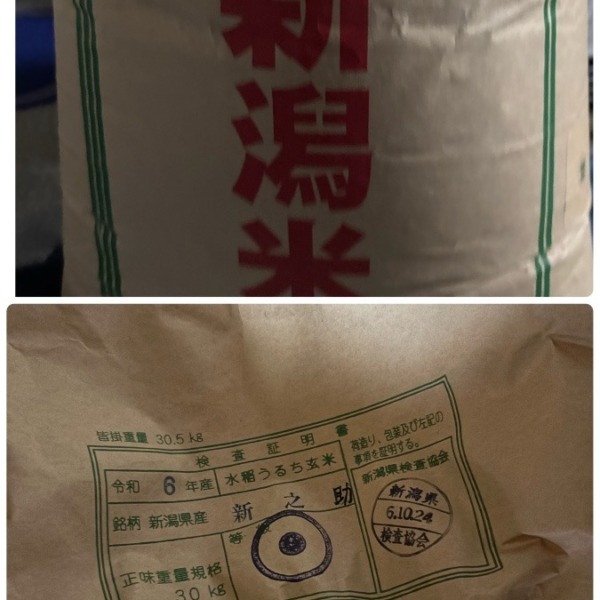 新潟米
皆掛重量 30.5kg
検査証明書
令和 6 年産 水稲うるち玄米
銘柄 新潟県産 新之助
等級
正味重量規格
30 kg
荷造り、包装及び左記の
事項を証明する。
新潟県検査協会
新潟県
6.10.24
検査協会